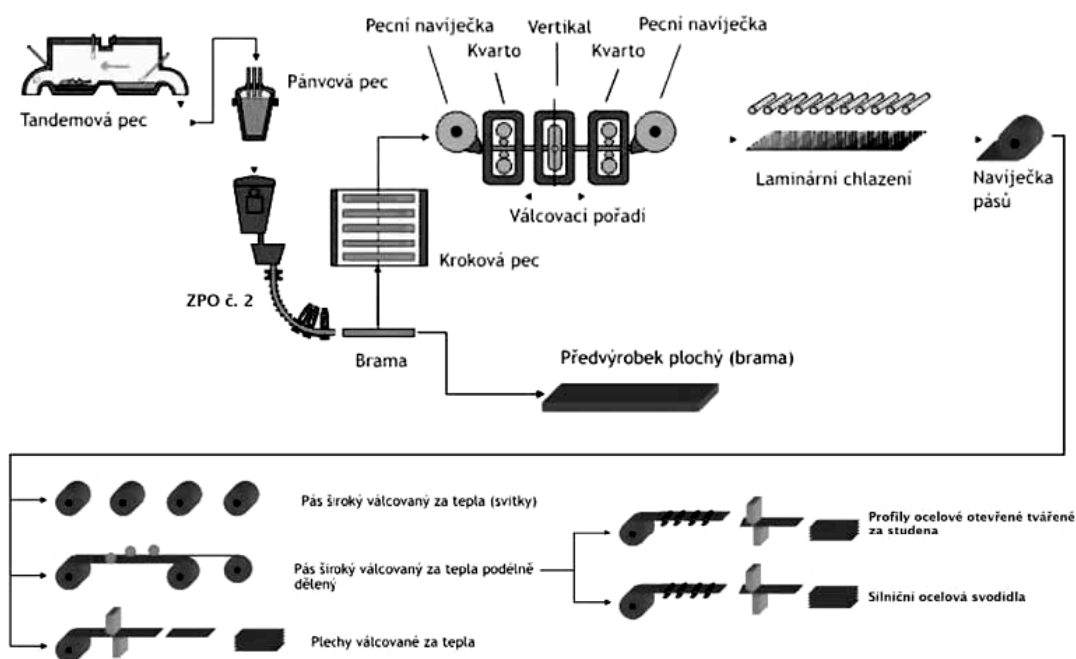 Pecní navíječka
Vertikal
Pecní navíječka
Kvarto
Kvarto
Pánvová pec
Tandemová pec
Laminární chlazení
Navíječka
pásů
Válcovací pořadí
Kroková pec
ZPO č. 2
Brama
Předvýrobek plochý (brama)
Pás široký válcovaný za tepla (svitky)
Profily ocelové otevřené tvářené
za studena
Pás široký válcovaný za tepla podélně
dělený
Silniční ocelová svodidla
Plechy válcované za tepla